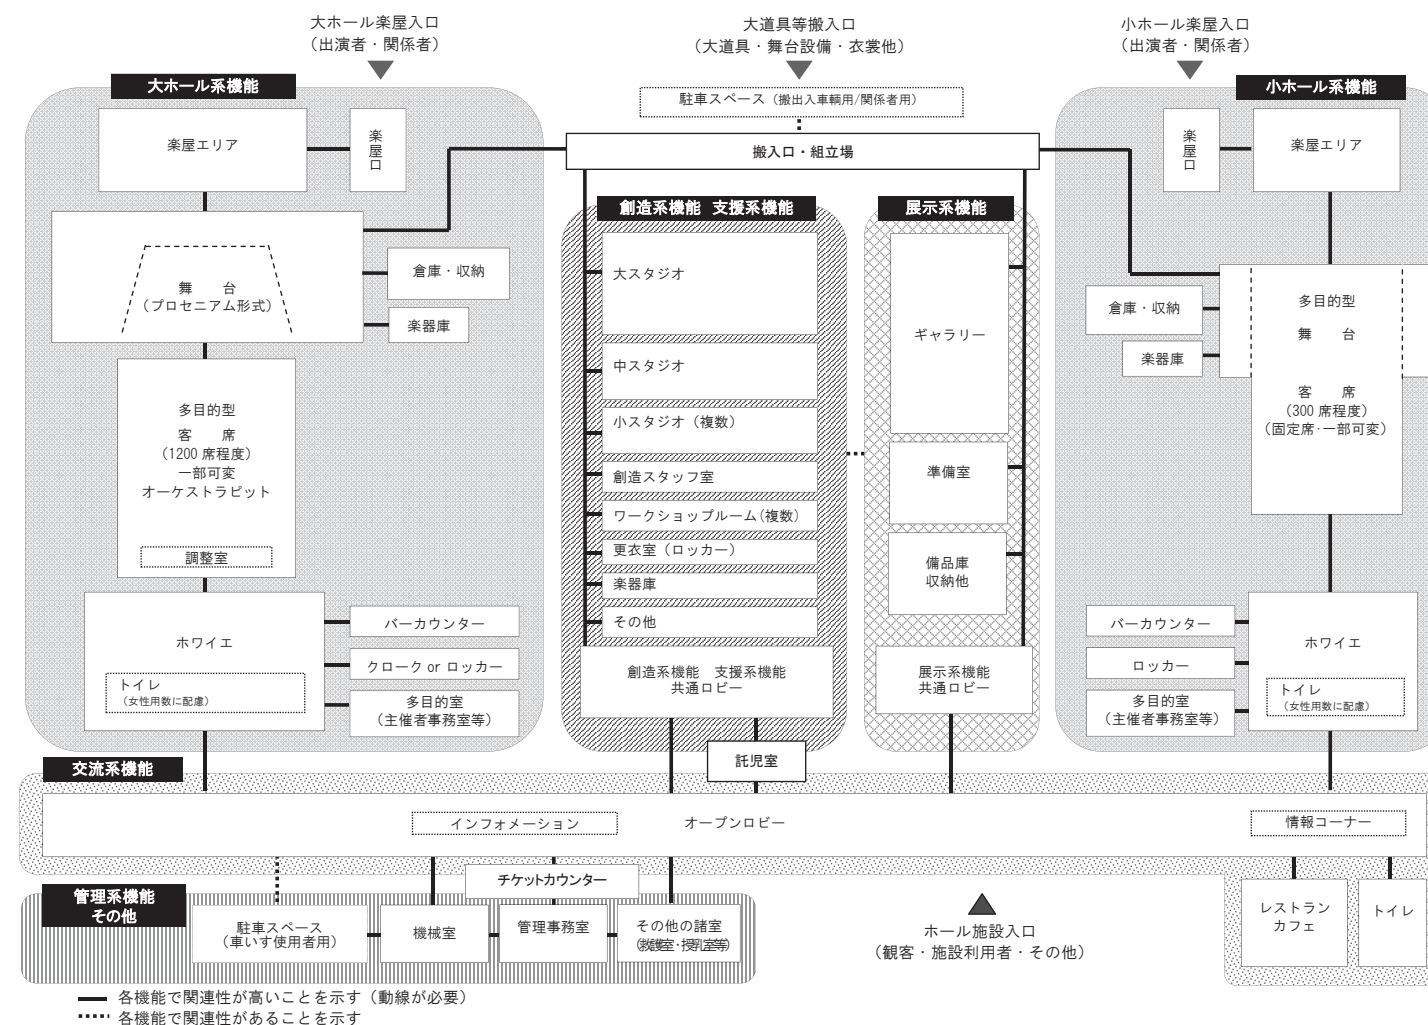 大ホール楽屋入口
（出演者・関係者）
大道具等搬入口
（大道具・舞台設備・衣裳他）
小ホール楽屋入口
（出演者・関係者）
大ホール系機能
楽屋エリア
楽屋口
舞　台
（プロセニアム形式）
倉庫・収納
楽器庫
多目的型
客　席
（1200 席程度）
一部可変
オーケストラピット
調整室
ホワイエ
トイレ
（女性用数に配慮）
バーカウンター
クローク or ロッカー
多目的室
（主催者事務室等）
駐車スペース（搬出入車輌用/関係者用）
搬入口・組立場
創造系機能　支援系機能
大スタジオ
中スタジオ
小スタジオ（複数）
創造スタッフ室
ワークショップルーム（複数）
更衣室（ロッカー）
楽器庫
その他
創造系機能　支援系機能
共通ロビー
託児室
展示系機能
ギャラリー
準備室
備品庫
収納他
展示系機能
共通ロビー
小ホール系機能
楽屋口
楽屋エリア
倉庫・収納
楽器庫
多目的型
舞　台
客　席
（300 席程度）
（固定席・一部可変）
バーカウンター
ロッカー
多目的室
（主催者事務室等）
ホワイエ
トイレ
（女性用数に配慮）
交流系機能
インフォメーション
オープンロビー
情報コーナー
チケットカウンター
管理系機能
その他
駐車スペース
（車いす使用者用）
機械室
管理事務室
その他の諸室
（救護室・授乳室等）
ホール施設入口
（観客・施設利用者・その他）
レストラン
カフェ
トイレ
各機能で関連性が高いことを示す（動線が必要）
各機能で関連性があることを示す